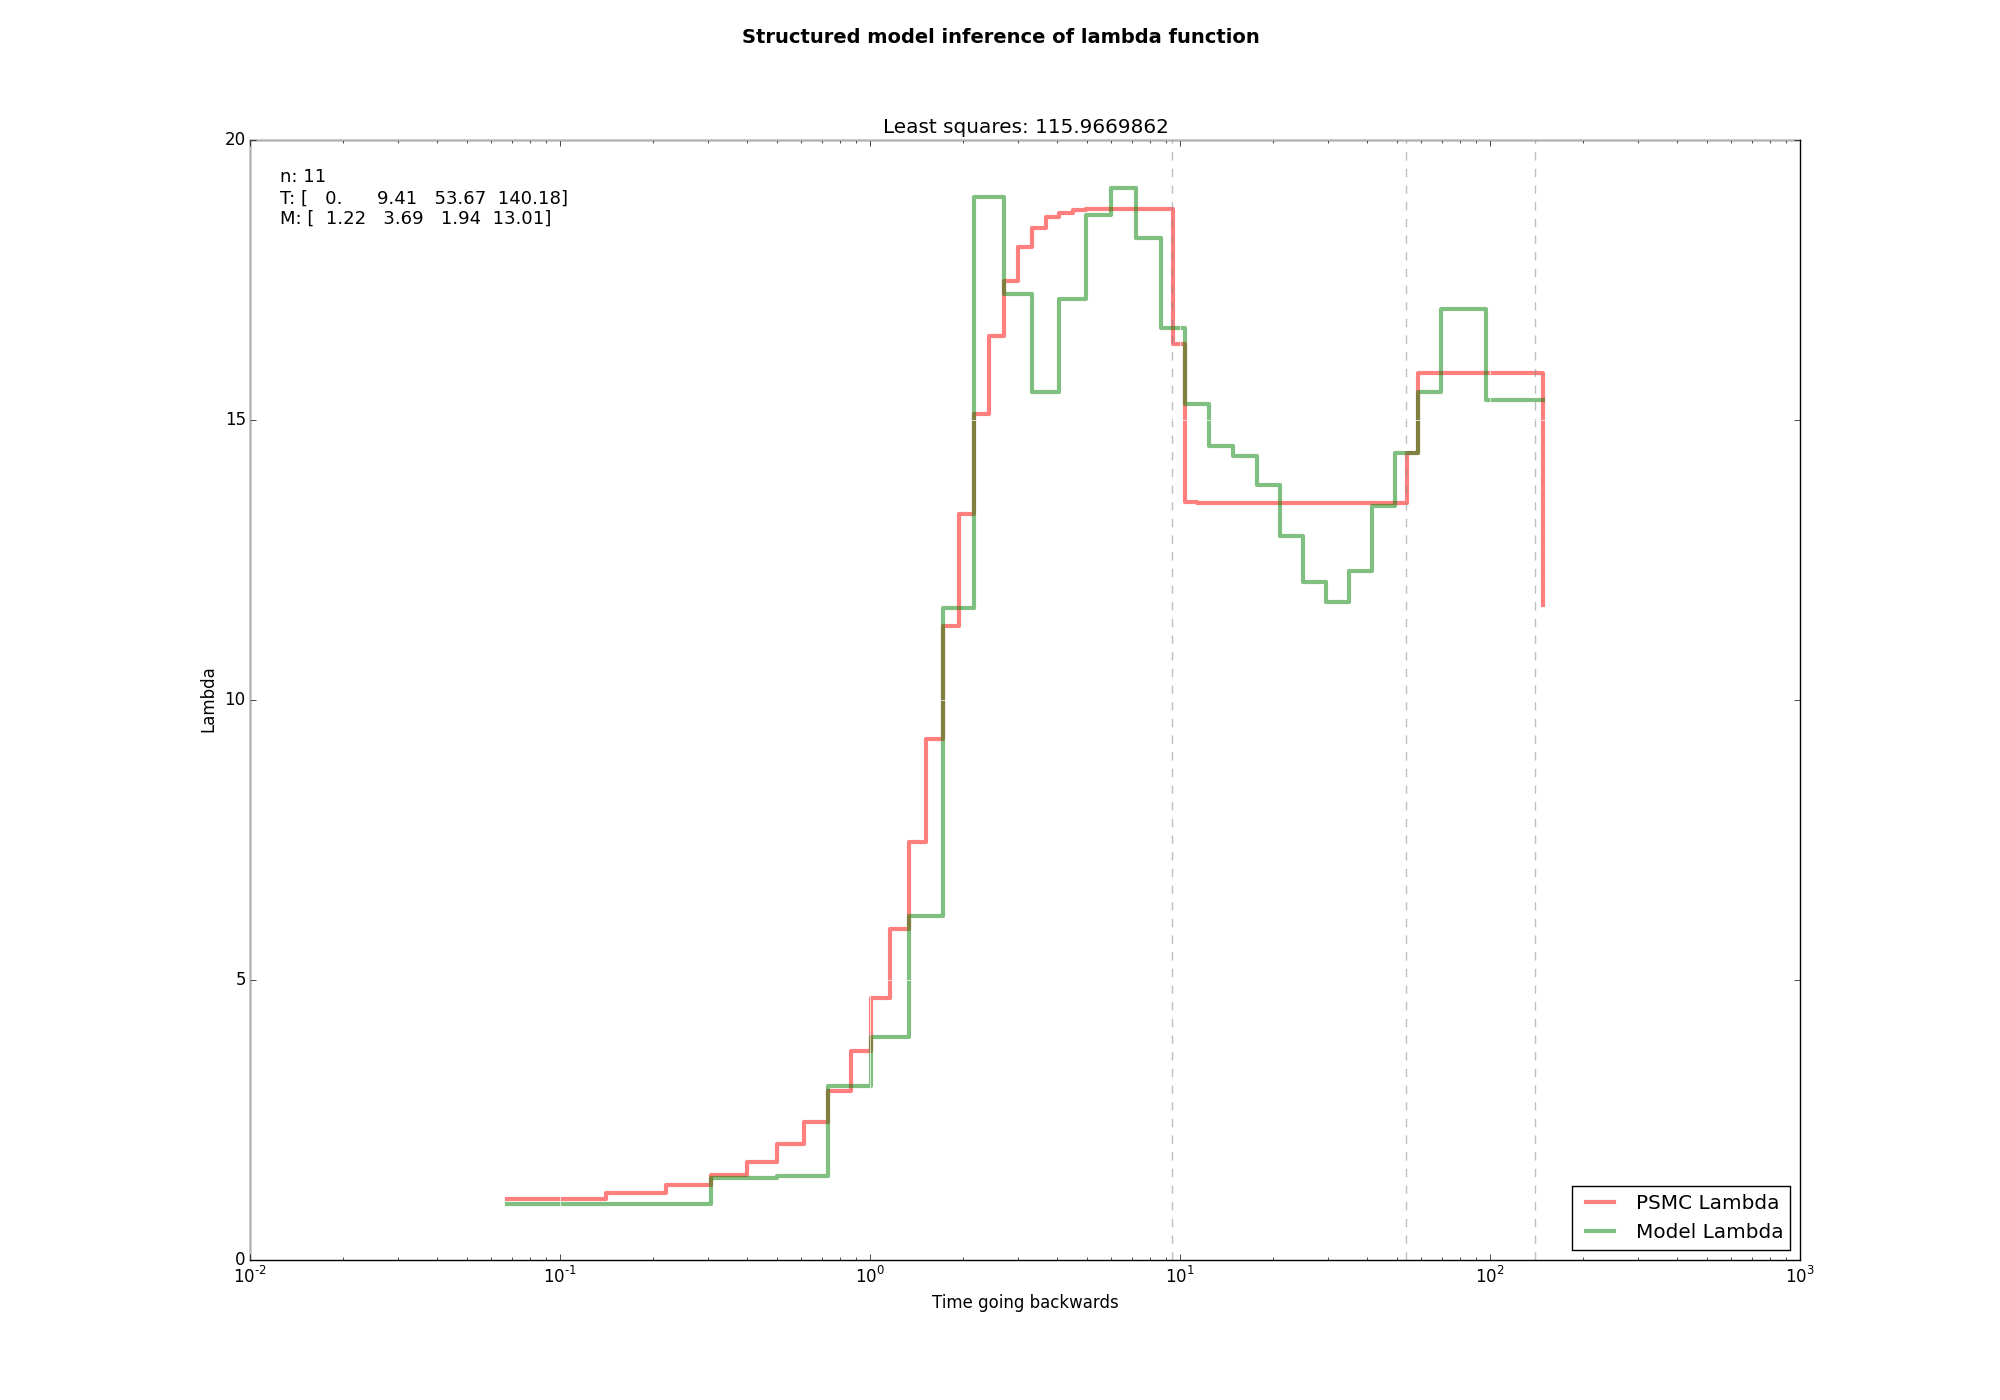 Structured model inference of lambda function
Least squares: 115.9669862
n: 11
T: [   0.      9.41   53.67  140.18]
M: [  1.22   3.69   1.94  13.01]
Lambda
20
15
10
5
0
10^-2 10^-1 10^0 10^1 10^2 10^3
Time going backwards
PSMC Lambda
Model Lambda